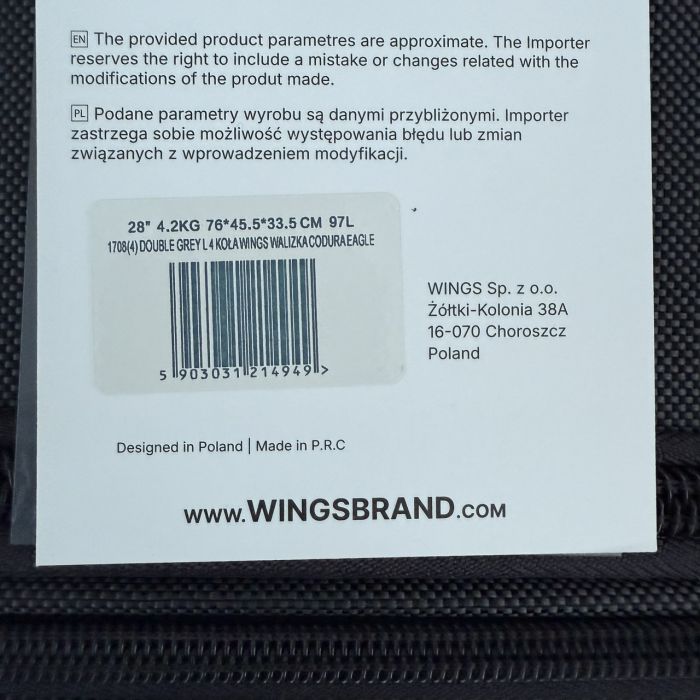 EN The provided product parametres are approximate. The Importer
reserves the right to include a mistake or changes related with the
modifications of the produt made.
PL Podane parametry wyrobu są danymi przybliżonymi. Importer
zastrzega sobie możliwość występowania błędu lub zmian
związanych z wprowadzeniem modyfikacji.
28" 4.2KG 76*45.5*33.5 CM 97L
1708(4) DOUBLE GREY L 4 KOŁA WINGS WALIZKA CODURA EAGLE
5 903031 214949 >
WINGS Sp. z o.o.
Żółtki-Kolonia 38A
16-070 Choroszcz
Poland
Designed in Poland | Made in P.R.C
www.WINGSBRAND.COM